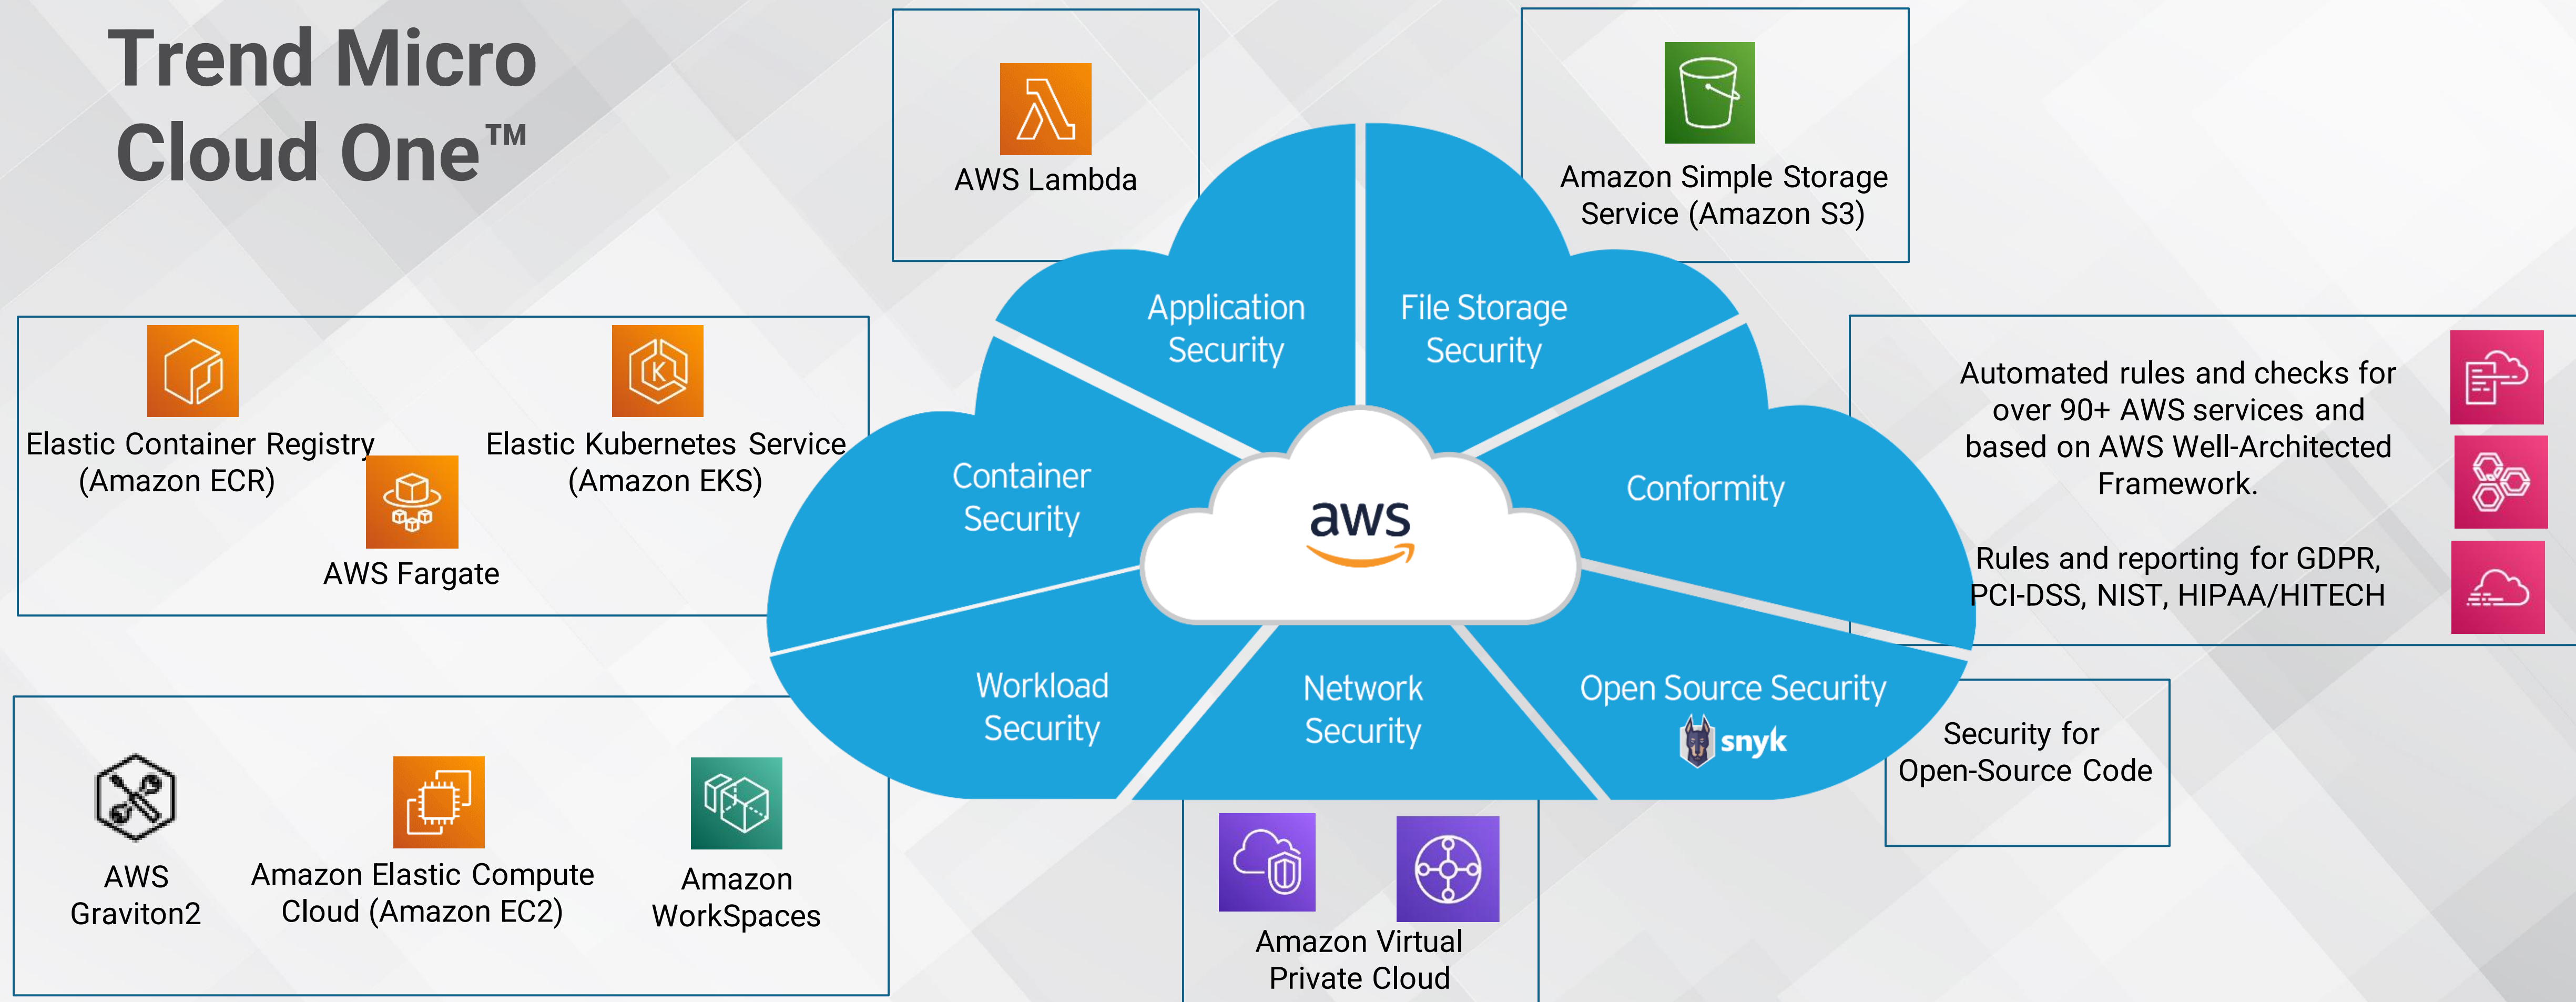 Trend Micro
Cloud One™
AWS Lambda
Amazon Simple Storage
Service (Amazon S3)
Application
Security
File Storage
Security
Elastic Container Registry
(Amazon ECR)
Elastic Kubernetes Service
(Amazon EKS)
K
AWS Fargate
Container
Security
aws
Conformity
Automated rules and checks for
over 90+ AWS services and
based on AWS Well-Architected
Framework.
Rules and reporting for GDPR,
PCI-DSS, NIST, HIPAA/HITECH
Workload
Security
Network
Security
Open Source Security
snyk
Security for
Open-Source Code
AWS
Graviton2
Amazon Elastic Compute
Cloud (Amazon EC2)
Amazon
WorkSpaces
Amazon Virtual
Private Cloud